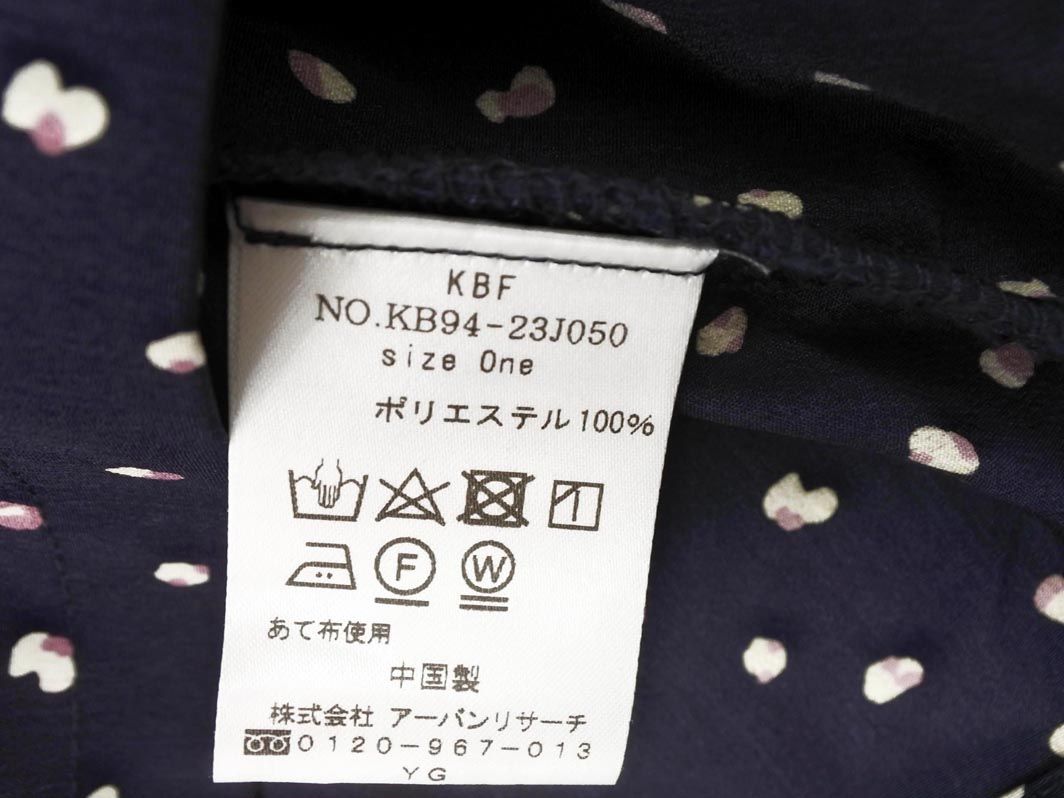 KBF
NO.KB94-23J050
size One
ポリエステル100%
F W
あて布使用
中国製
株式会社 アーバンリサーチ
0120-967-013
YG